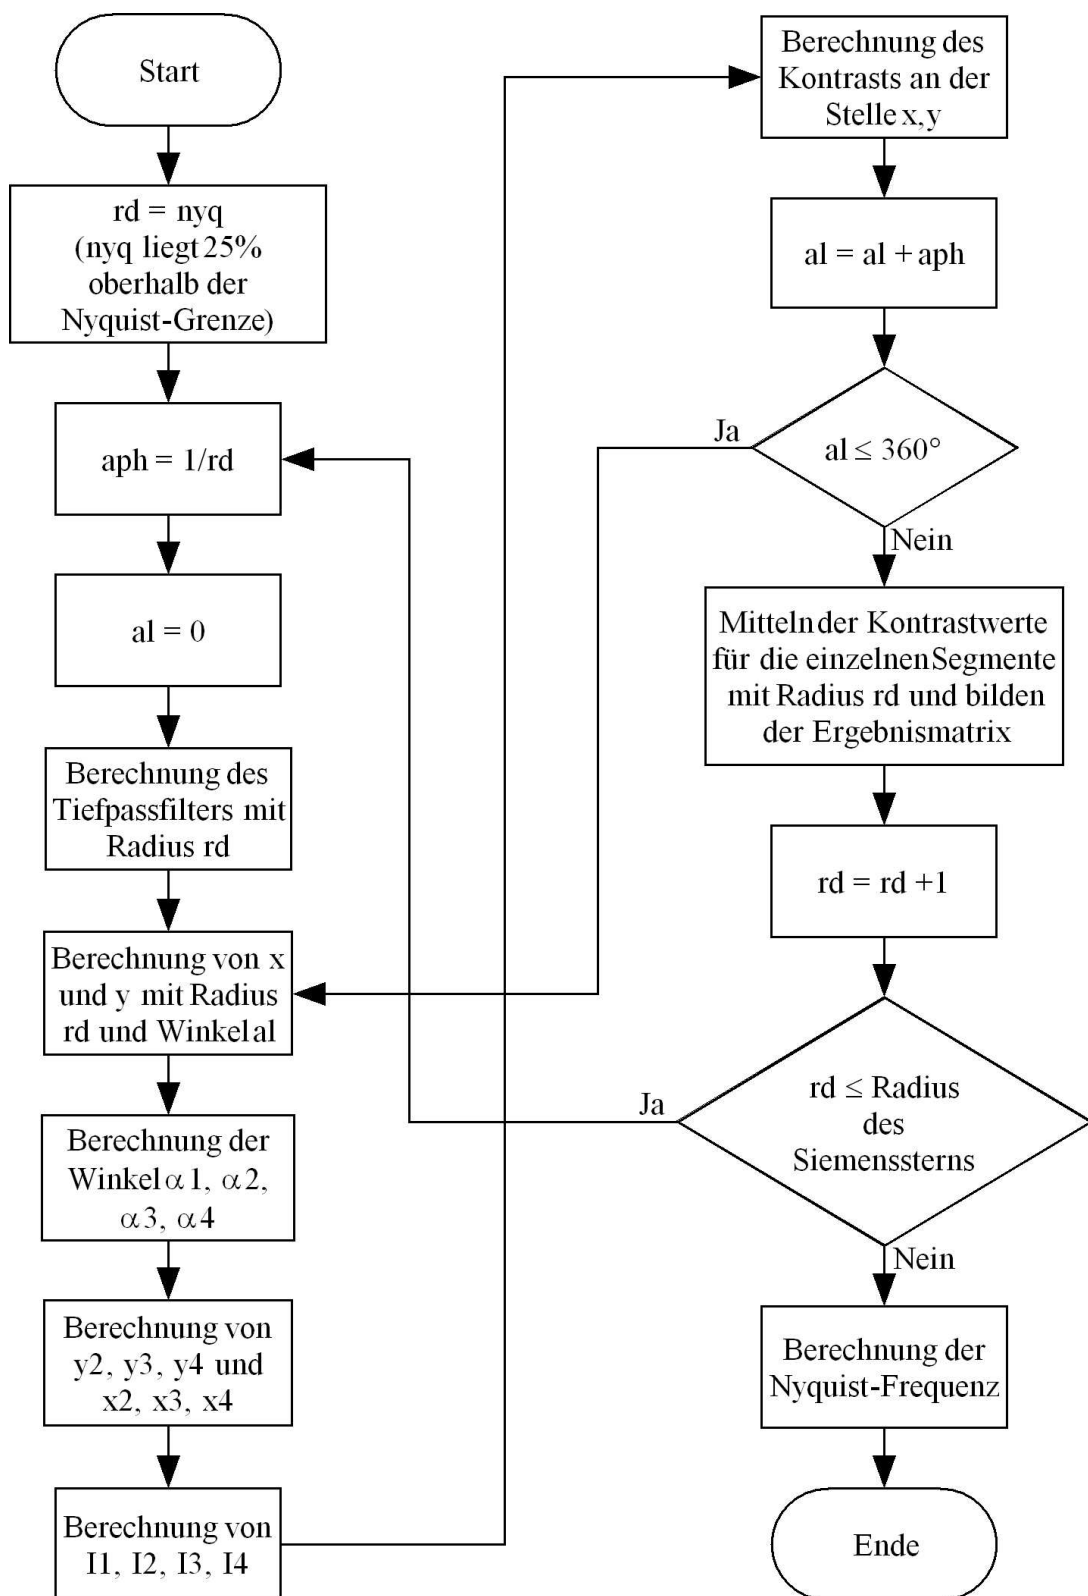 Start
rd = nyq
(nyq liegt 25%
oberhalb der
Nyquist-Grenze)
aph = 1/rd
al = 0
Berechnung des
Tiefpassfilters mit
Radius rd
Berechnung von x
und y mit Radius
rd und Winkel al
Berechnung der
Winkel α1, α2,
α3, α4
Berechnung von
y2, y3, y4 und
x2, x3, x4
Berechnung von
I1, I2, I3, I4
Berechnung des
Kontrasts an der
Stelle x,y
al = al + aph
al ≤ 360°
Ja
Nein
Mitteln der Kontrastwerte
für die einzelnen Segmente
mit Radius rd und bilden
der Ergebnismatrix
rd = rd +1
rd ≤ Radius
des
Siemenssterns
Ja
Nein
Berechnung der
Nyquist-Frequenz
Ende